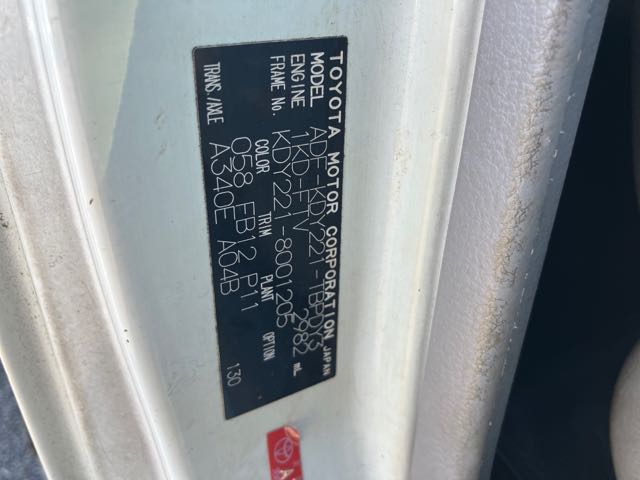 TOYOTA MOTOR CORPORATION JAPAN
MODEL ADF-KDY221-TBPDY3
ENGINE 1KD-FTV 2982 mL
FRAME No. KDY221-8001205
COLOR TRIM PLANT OPTION
058 FB12 P11
TRANS./AXLE A340E A04B
130
A